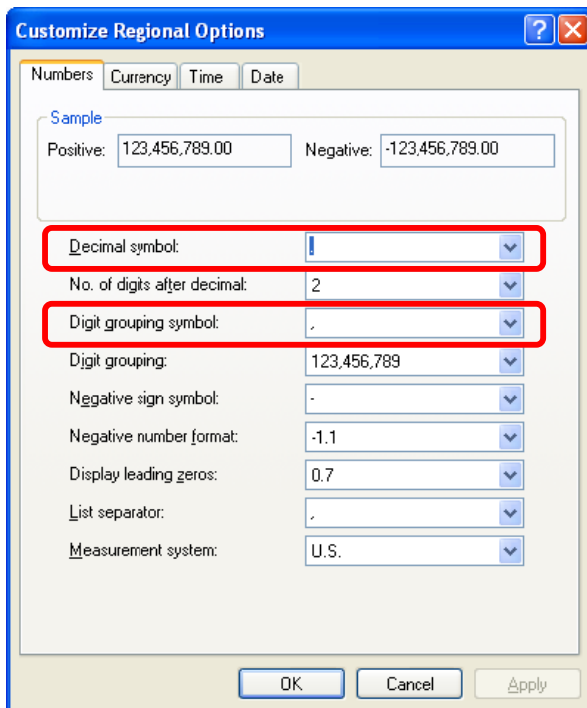 Customize Regional Options
Numbers Currency Time Date
Sample
Positive: 123,456,789.00 Negative: -123,456,789.00
Decimal symbol: .
No. of digits after decimal: 2
Digit grouping symbol: ,
Digit grouping: 123,456,789
Negative sign symbol: -
Negative number format: -1.1
Display leading zeros: 0.7
List separator: ,
Measurement system: U.S.
OK Cancel Apply